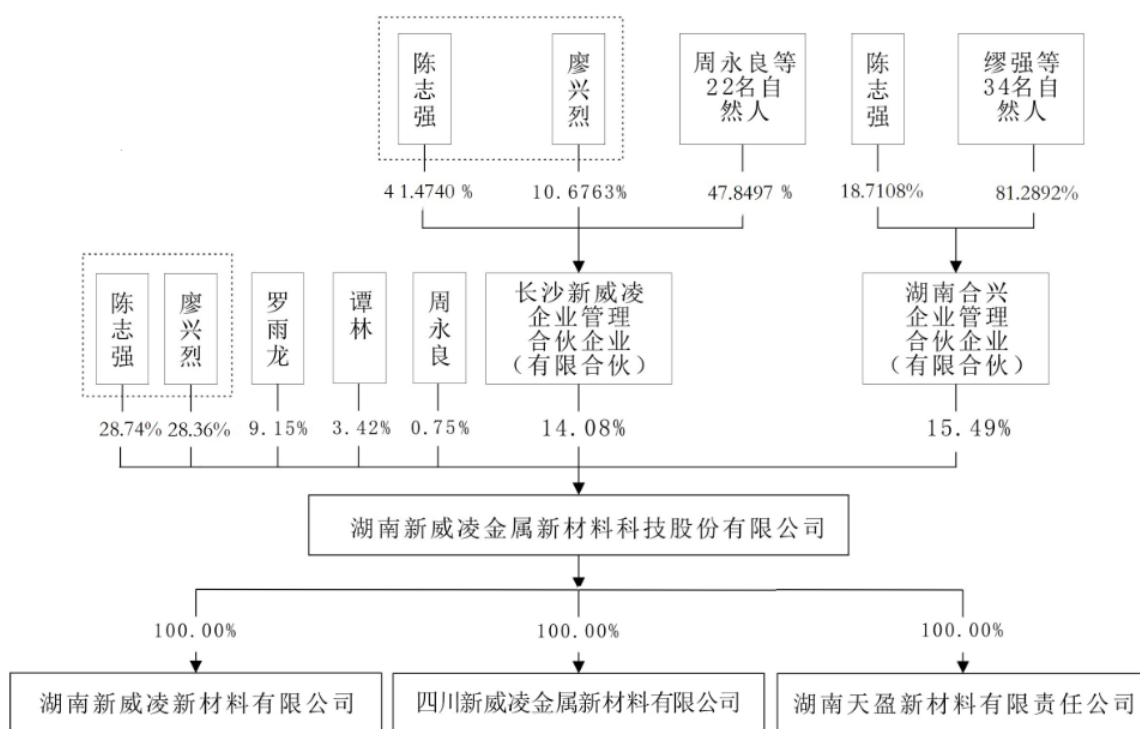 陈志强
廖兴烈
周永良等
22名自
然人
陈志强
缪强等
34名自
然人
41.4740 %
10.6763%
47.8497 %
18.7108%
81.2892%
陈志强
廖兴烈
罗雨龙
谭林
周永良
长沙新威凌
企业管理
合伙企业
（有限合伙）
湖南合兴
企业管理
合伙企业
（有限合伙）
28.74%
28.36%
9.15%
3.42%
0.75%
14.08%
15.49%
湖南新威凌金属新材料科技股份有限公司
100.00%
100.00%
100.00%
湖南新威凌新材料有限公司
四川新威凌金属新材料有限公司
湖南天盈新材料有限责任公司